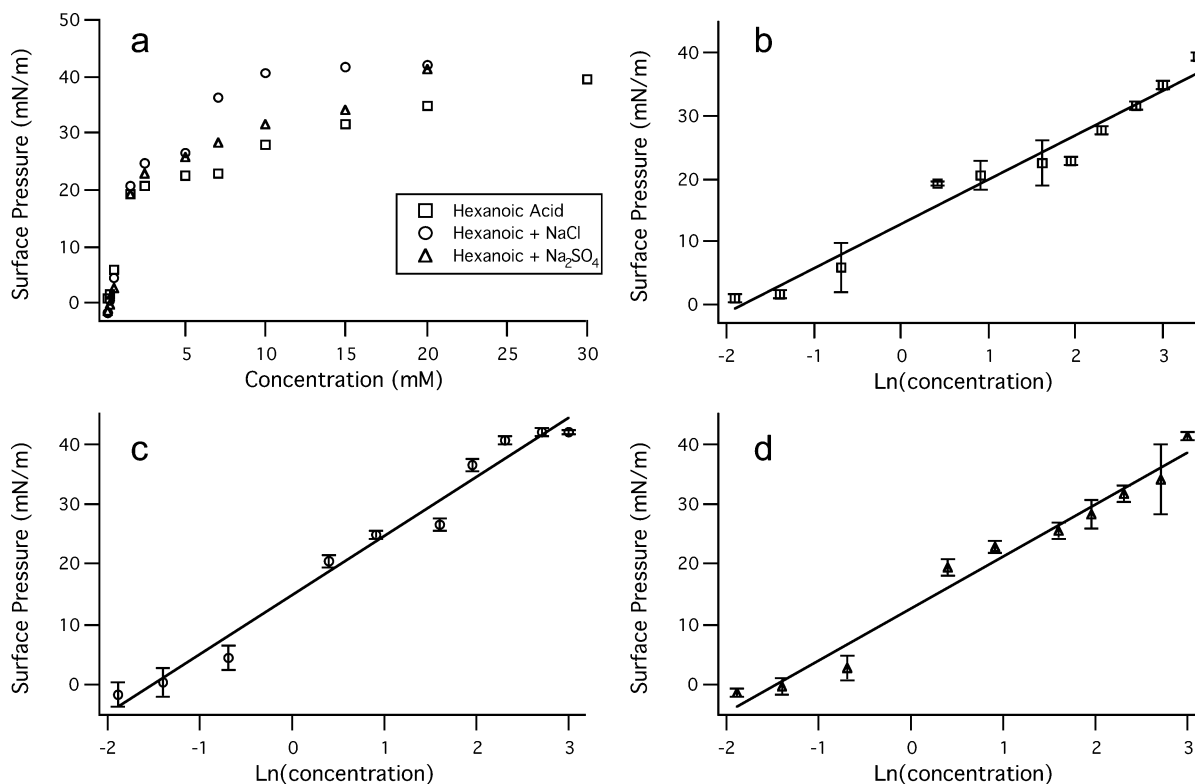 a
50
40
30
20
10
0
Surface Pressure (mN/m)
Hexanoic Acid
Hexanoic + NaCl
Hexanoic + Na₂SO₄
5 10 15 20 25 30
Concentration (mM)
b
40
30
20
10
0
Surface Pressure (mN/m)
-2 -1 0 1 2 3
Ln(concentration)
c
40
30
20
10
0
Surface Pressure (mN/m)
-2 -1 0 1 2 3
Ln(concentration)
d
40
30
20
10
0
Surface Pressure (mN/m)
-2 -1 0 1 2 3
Ln(concentration)